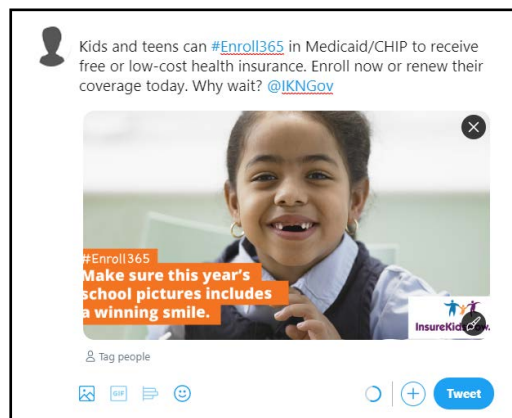 Kids and teens can #Enroll365 in Medicaid/CHIP to receive
free or low-cost health insurance. Enroll now or renew their
coverage today. Why wait? @IKNGov
#Enroll365
Make sure this year's
school pictures includes
a winning smile.
Tag people
GIF
Tweet